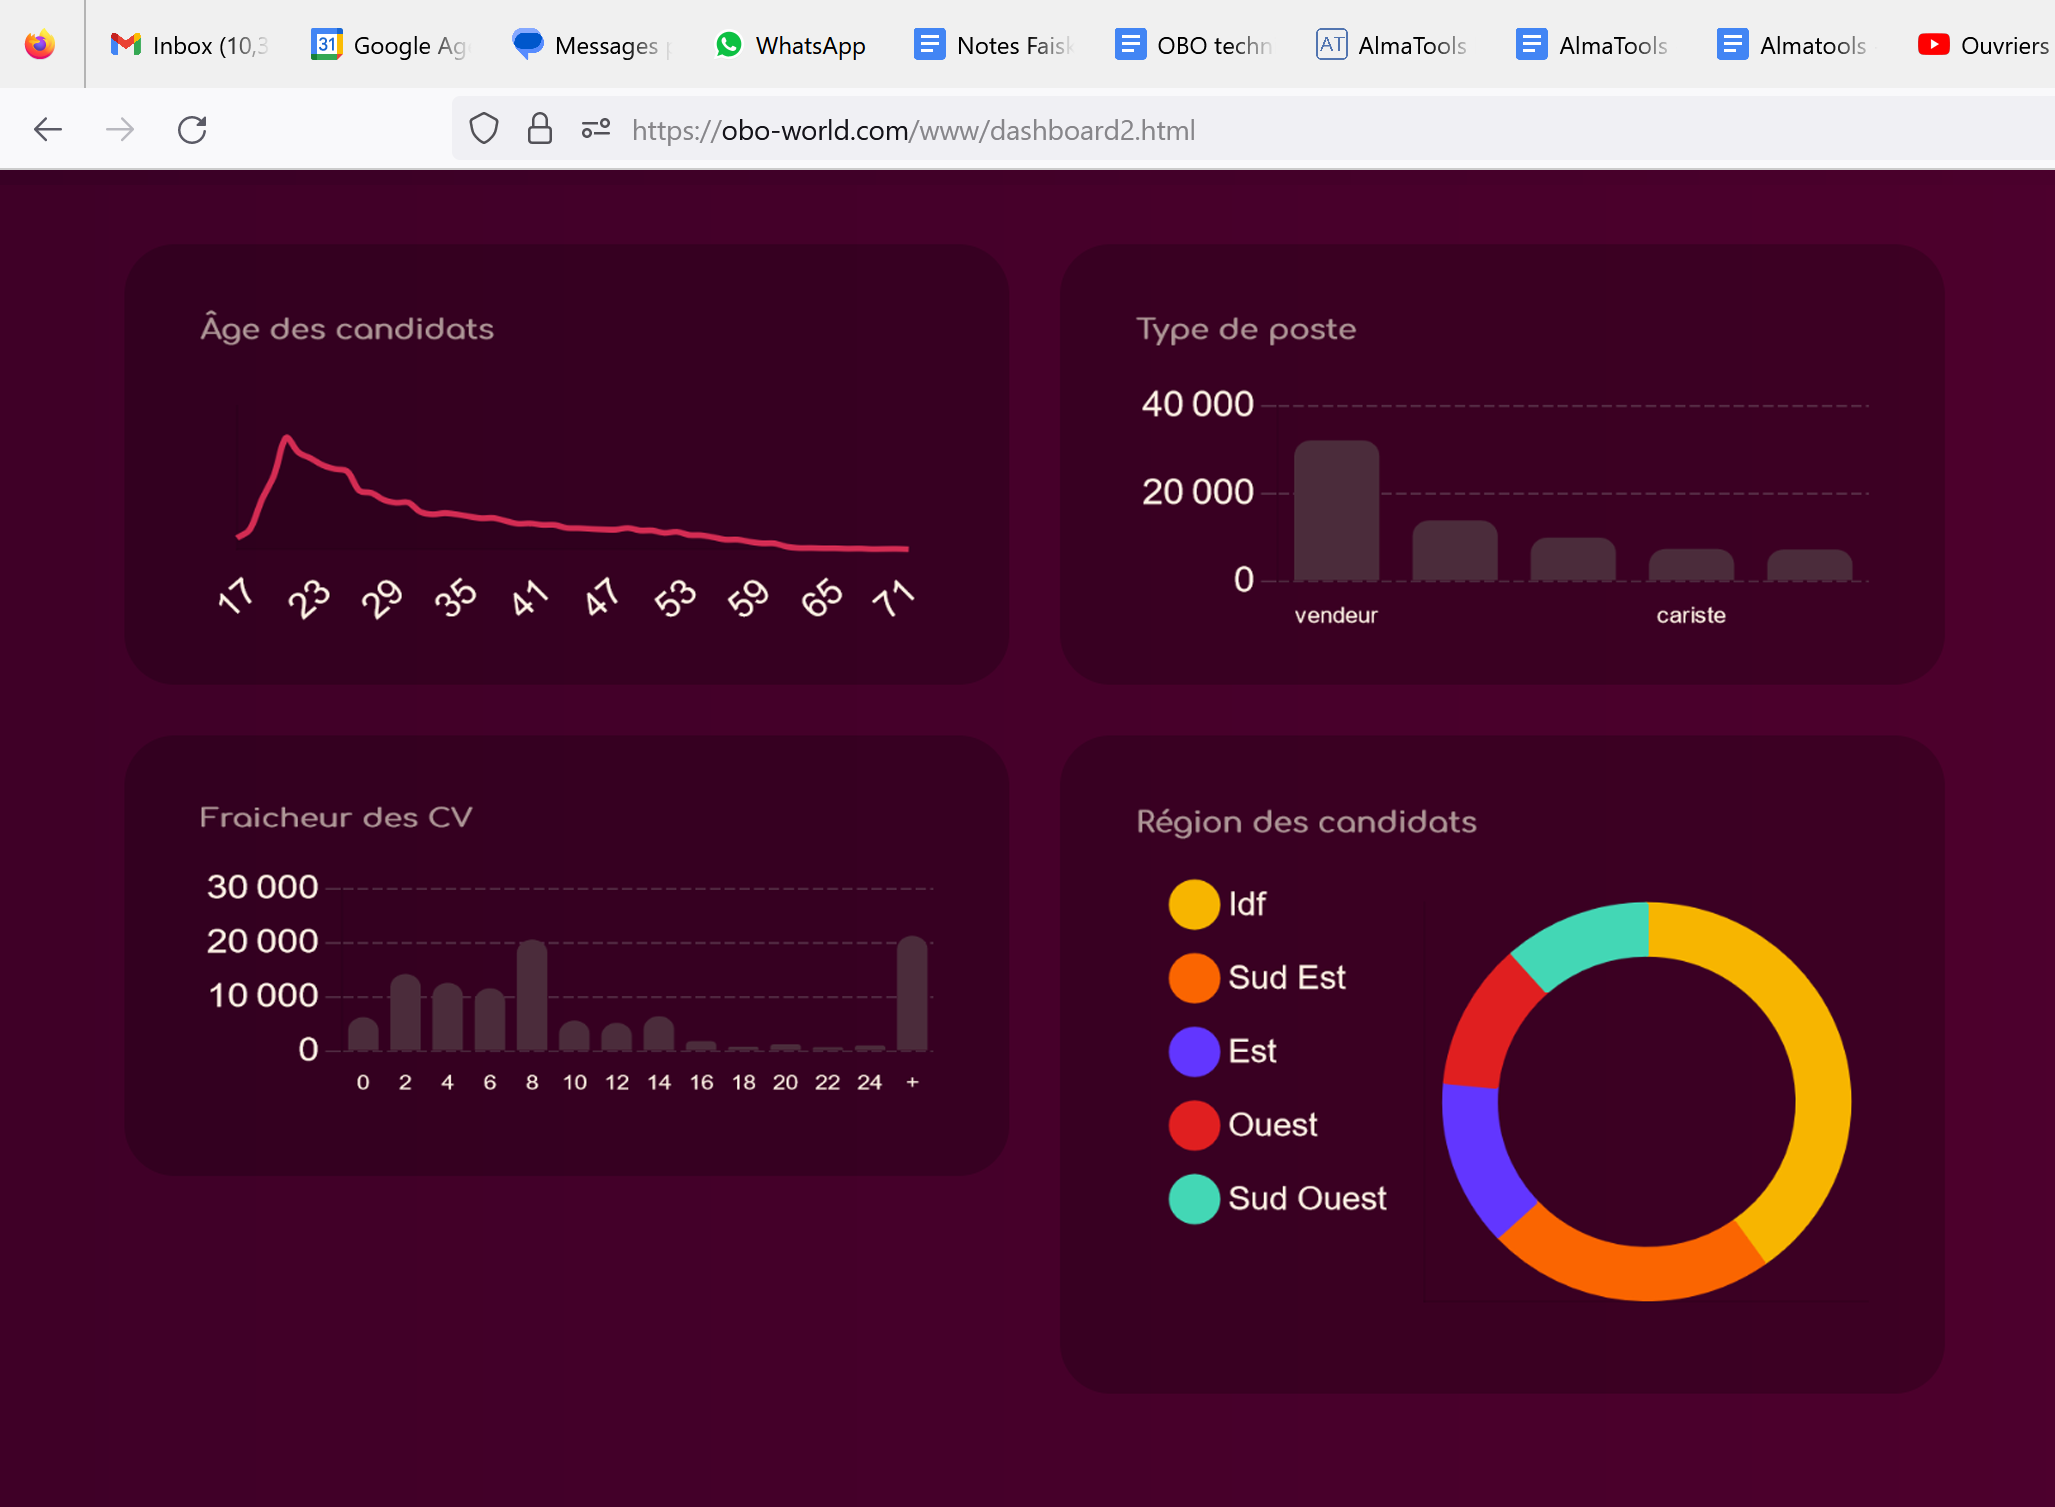 Inbox (10,3
Google Ag
Messages
WhatsApp
Notes Faisk
OBO techn
AlmaTools
AlmaTools
Almatools
Ouvriers
https://obo-world.com/www/dashboard2.html
Âge des candidats
17 23 29 35 41 47 53 59 65 71
Type de poste
40 000
20 000
0
vendeur cariste
Fraicheur des CV
30 000
20 000
10 000
0
0 2 4 6 8 10 12 14 16 18 20 22 24 +
Région des candidats
Idf
Sud Est
Est
Ouest
Sud Ouest
31
AT